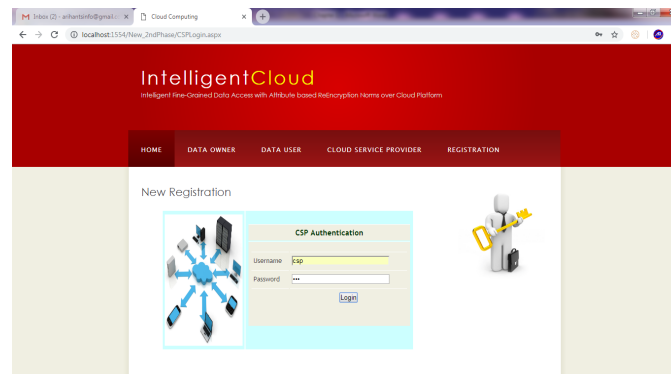 Inbox (2) - arihantsinfo@gmail.c
Cloud Computing
localhost:1554/New_2ndPhase/CSPLogin.aspx
IntelligentCloud
Intelligent Fine-Grained Data Access with Attribute based ReEncryption Norms over Cloud Platform
HOME DATA OWNER DATA USER CLOUD SERVICE PROVIDER REGISTRATION
New Registration
CSP Authentication
Username csp
Password •••
Login